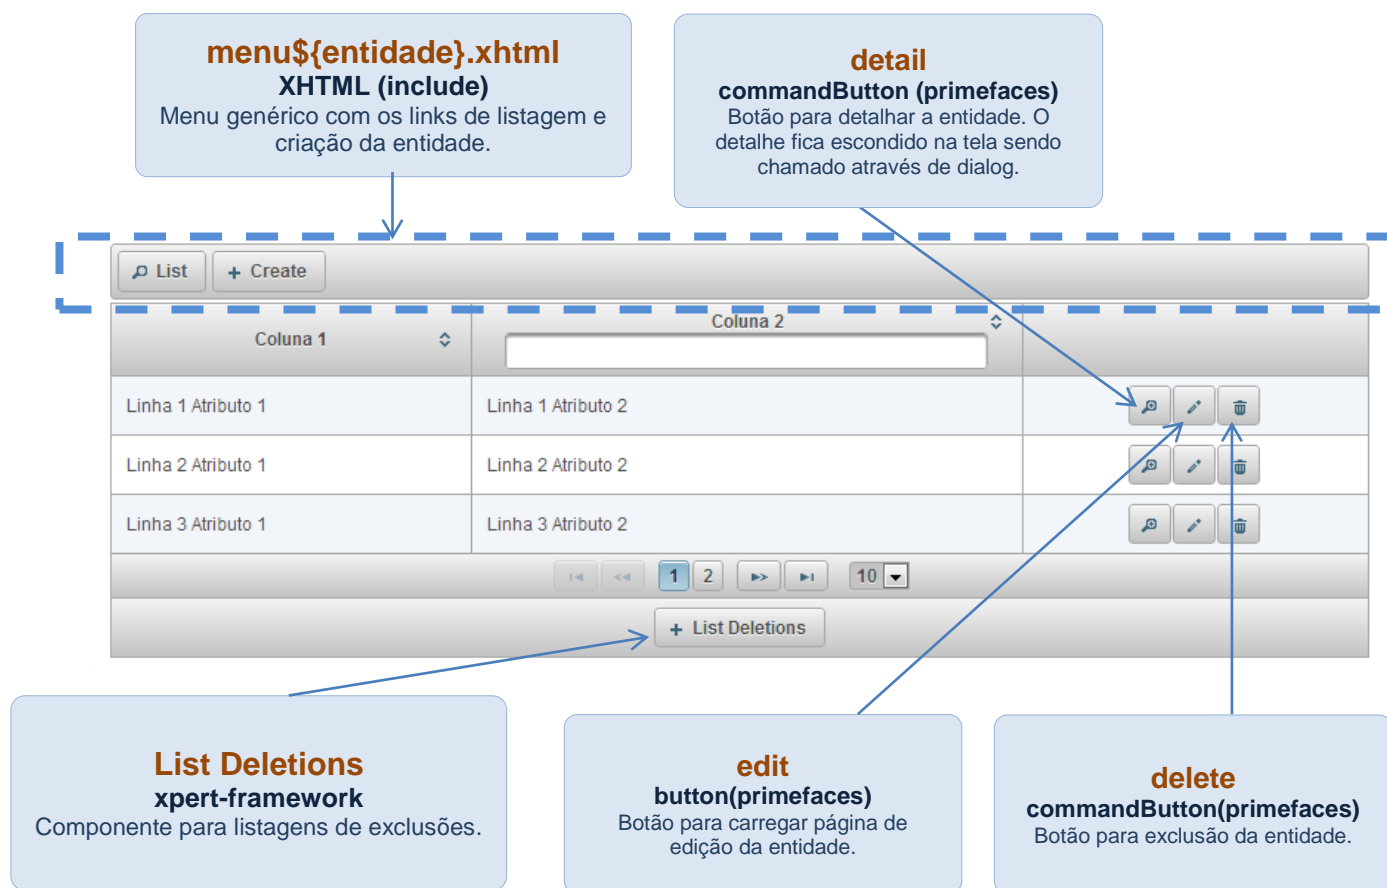 menu${entidade}.xhtml
XHTML (include)
Menu genérico com os links de listagem e
criação da entidade.
detail
commandButton (primefaces)
Botão para detalhar a entidade. O
detalhe fica escondido na tela sendo
chamado através de dialog.
List + Create
Coluna 1
Coluna 2
Linha 1 Atributo 1 Linha 1 Atributo 2
Linha 2 Atributo 1 Linha 2 Atributo 2
Linha 3 Atributo 1 Linha 3 Atributo 2
1 2 10
+ List Deletions
List Deletions
xpert-framework
Componente para listagens de exclusões.
edit
button(primefaces)
Botão para carregar página de
edição da entidade.
delete
commandButton(primefaces)
Botão para exclusão da entidade.